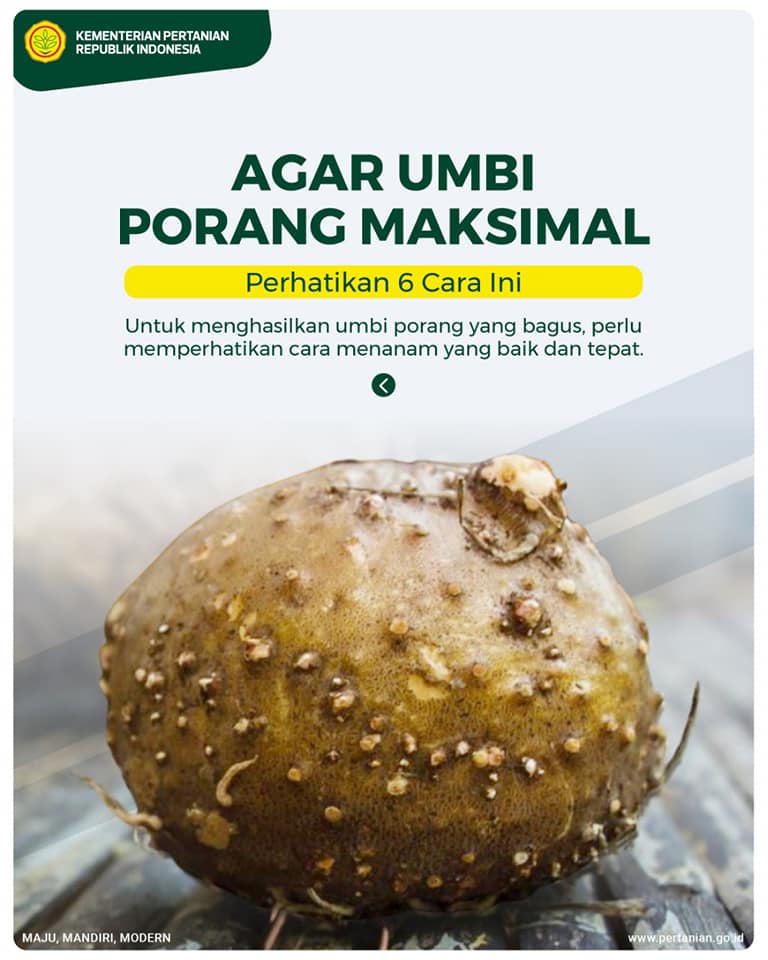 KEMENTERIAN PERTANIAN
REPUBLIK INDONESIA
AGAR UMBI
PORANG MAKSIMAL
Perhatikan 6 Cara Ini
Untuk menghasilkan umbi porang yang bagus, perlu
memperhatikan cara menanam yang baik dan tepat.
MAJU, MANDIRI, MODERN
www.pertanian.go.id